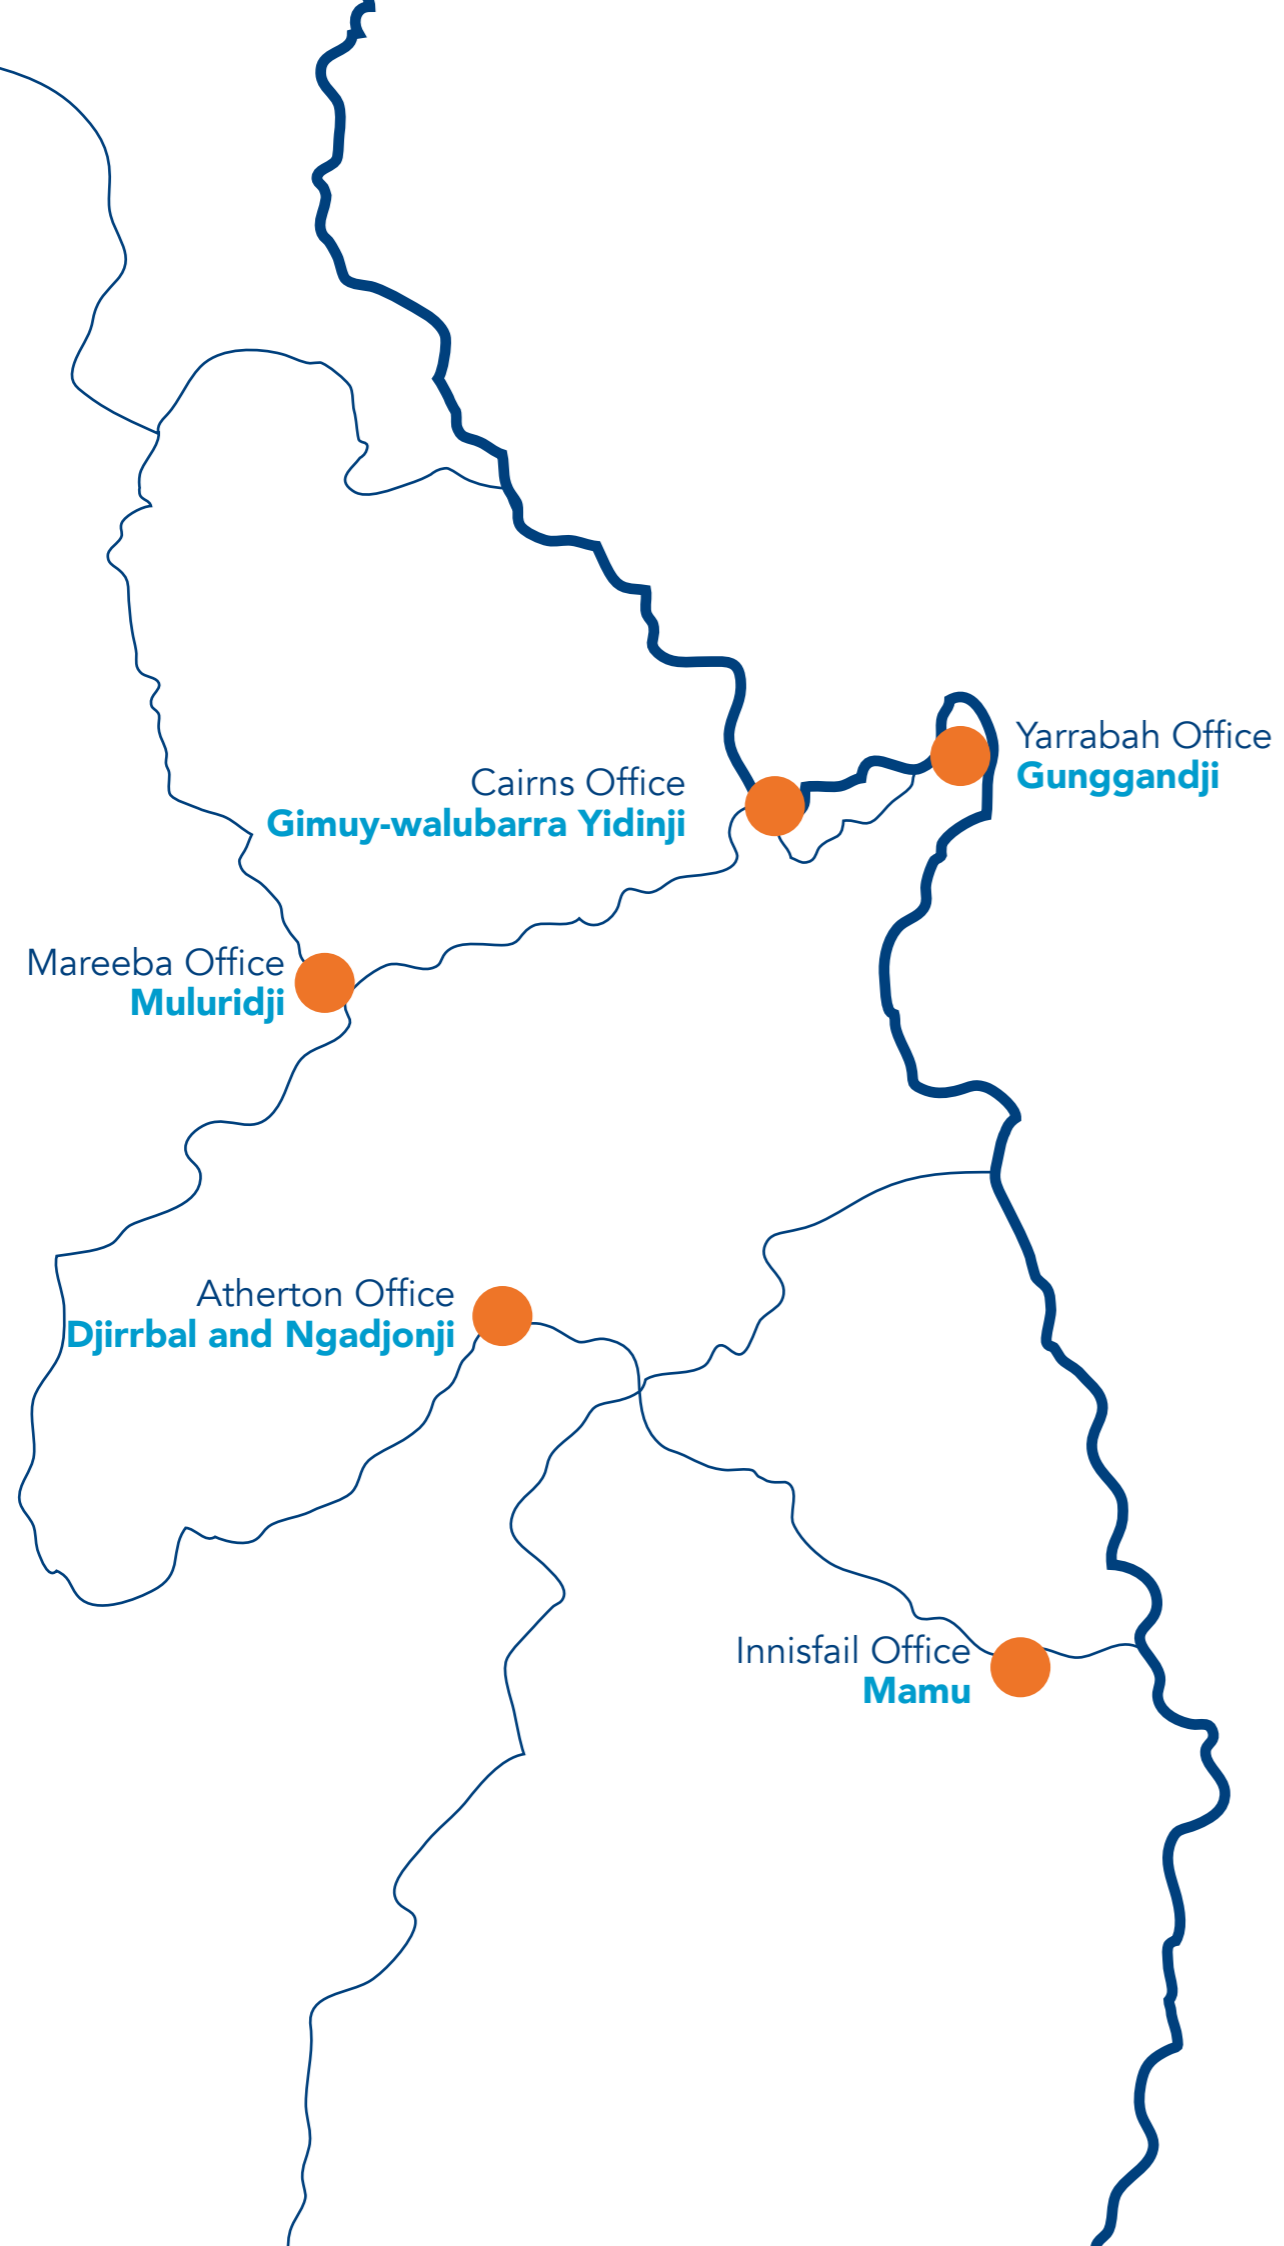 Yarrabah Office
Gunggandji
Cairns Office
Gimuy-walubarra Yidinji
Mareeba Office
Muluridji
Atherton Office
Djirrbal and Ngadjonji
Innisfail Office
Mamu